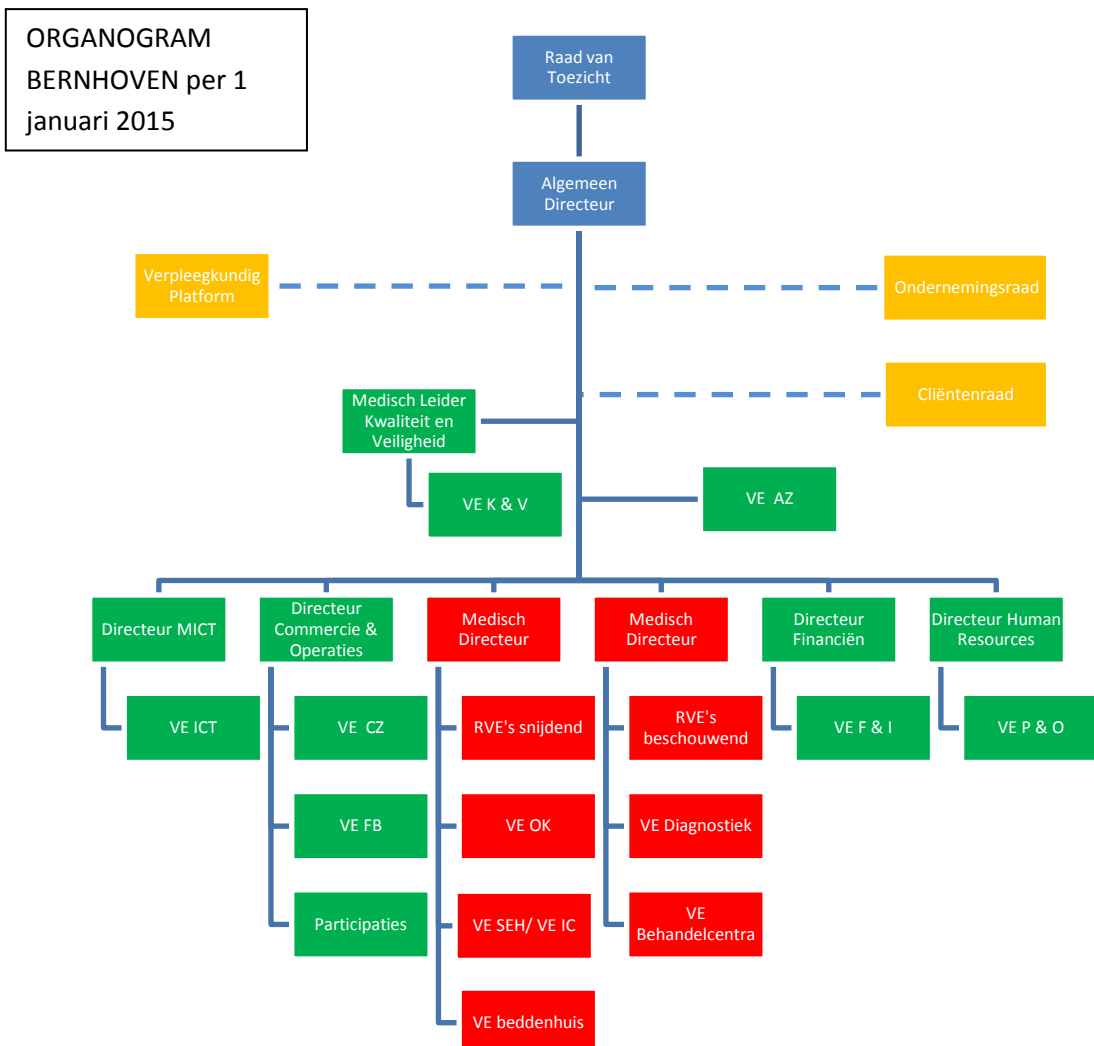 ORGANOGRAM
BERNHOVEN per 1
januari 2015
Raad van
Toezicht
Algemeen
Directeur
Verpleegkundig
Platform
Ondernemingsraad
Cliëntenraad
Medisch Leider
Kwaliteit en
Veiligheid
VE K & V
VE AZ
Directeur MICT
Directeur
Commercie &
Operaties
Medisch
Directeur
Medisch
Directeur
Directeur
Financiën
Directeur Human
Resources
VE ICT
VE CZ
RVE's snijdend
RVE's
beschouwend
VE F & I
VE P & O
VE FB
VE OK
VE Diagnostiek
Participaties
VE SEH/ VE IC
VE
Behandelcentra
VE beddenhuis